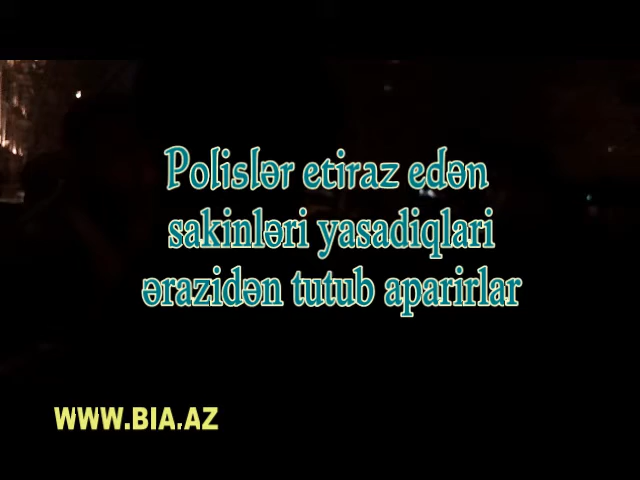 Polislər etiraz edən
sakinləri yasadiqlari
ərazidən tutub aparirlar
WWW.BIA.AZ